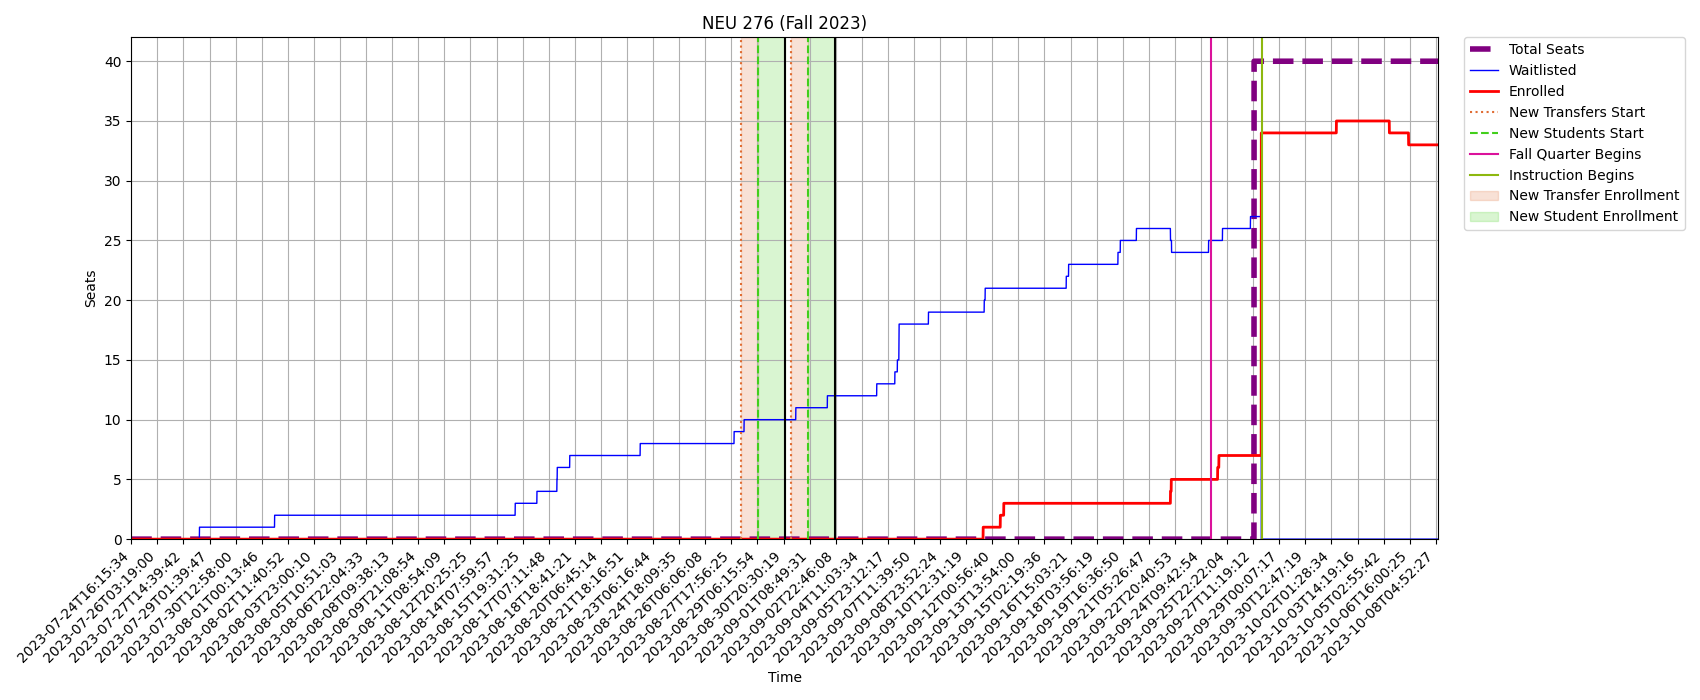 NEU 276 (Fall 2023)
Seats
40
35
30
25
20
15
10
5
0
2023-07-24T16:15:34
2023-07-26T03:19:00
2023-07-27T14:39:42
2023-07-29T01:39:47
2023-07-30T12:58:00
2023-08-01T00:13:46
2023-08-02T11:40:52
2023-08-03T23:00:10
2023-08-05T10:51:03
2023-08-06T22:04:33
2023-08-08T09:38:13
2023-08-09T21:08:54
2023-08-11T08:54:09
2023-08-12T20:25:25
2023-08-14T07:59:57
2023-08-15T19:31:25
2023-08-17T07:11:48
2023-08-18T18:41:21
2023-08-20T06:45:14
2023-08-21T18:16:51
2023-08-23T06:16:44
2023-08-24T18:09:35
2023-08-26T06:06:08
2023-08-27T17:56:25
2023-08-29T06:15:54
2023-08-30T20:30:19
2023-09-01T08:49:31
2023-09-02T22:46:08
2023-09-04T11:03:34
2023-09-05T23:12:17
2023-09-07T11:39:50
2023-09-08T23:52:24
2023-09-10T12:31:19
2023-09-12T00:56:40
2023-09-13T13:54:00
2023-09-15T02:19:36
2023-09-16T15:03:21
2023-09-18T03:56:19
2023-09-19T16:36:50
2023-09-21T05:26:47
2023-09-22T20:40:53
2023-09-24T09:42:54
2023-09-25T22:22:04
2023-09-27T11:19:12
2023-09-29T00:07:17
2023-09-30T12:47:19
2023-10-02T01:28:34
2023-10-03T14:19:16
2023-10-05T02:55:42
2023-10-06T16:00:25
2023-10-08T04:52:27
Time
Total Seats
Waitlisted
Enrolled
New Transfers Start
New Students Start
Fall Quarter Begins
Instruction Begins
New Transfer Enrollment
New Student Enrollment